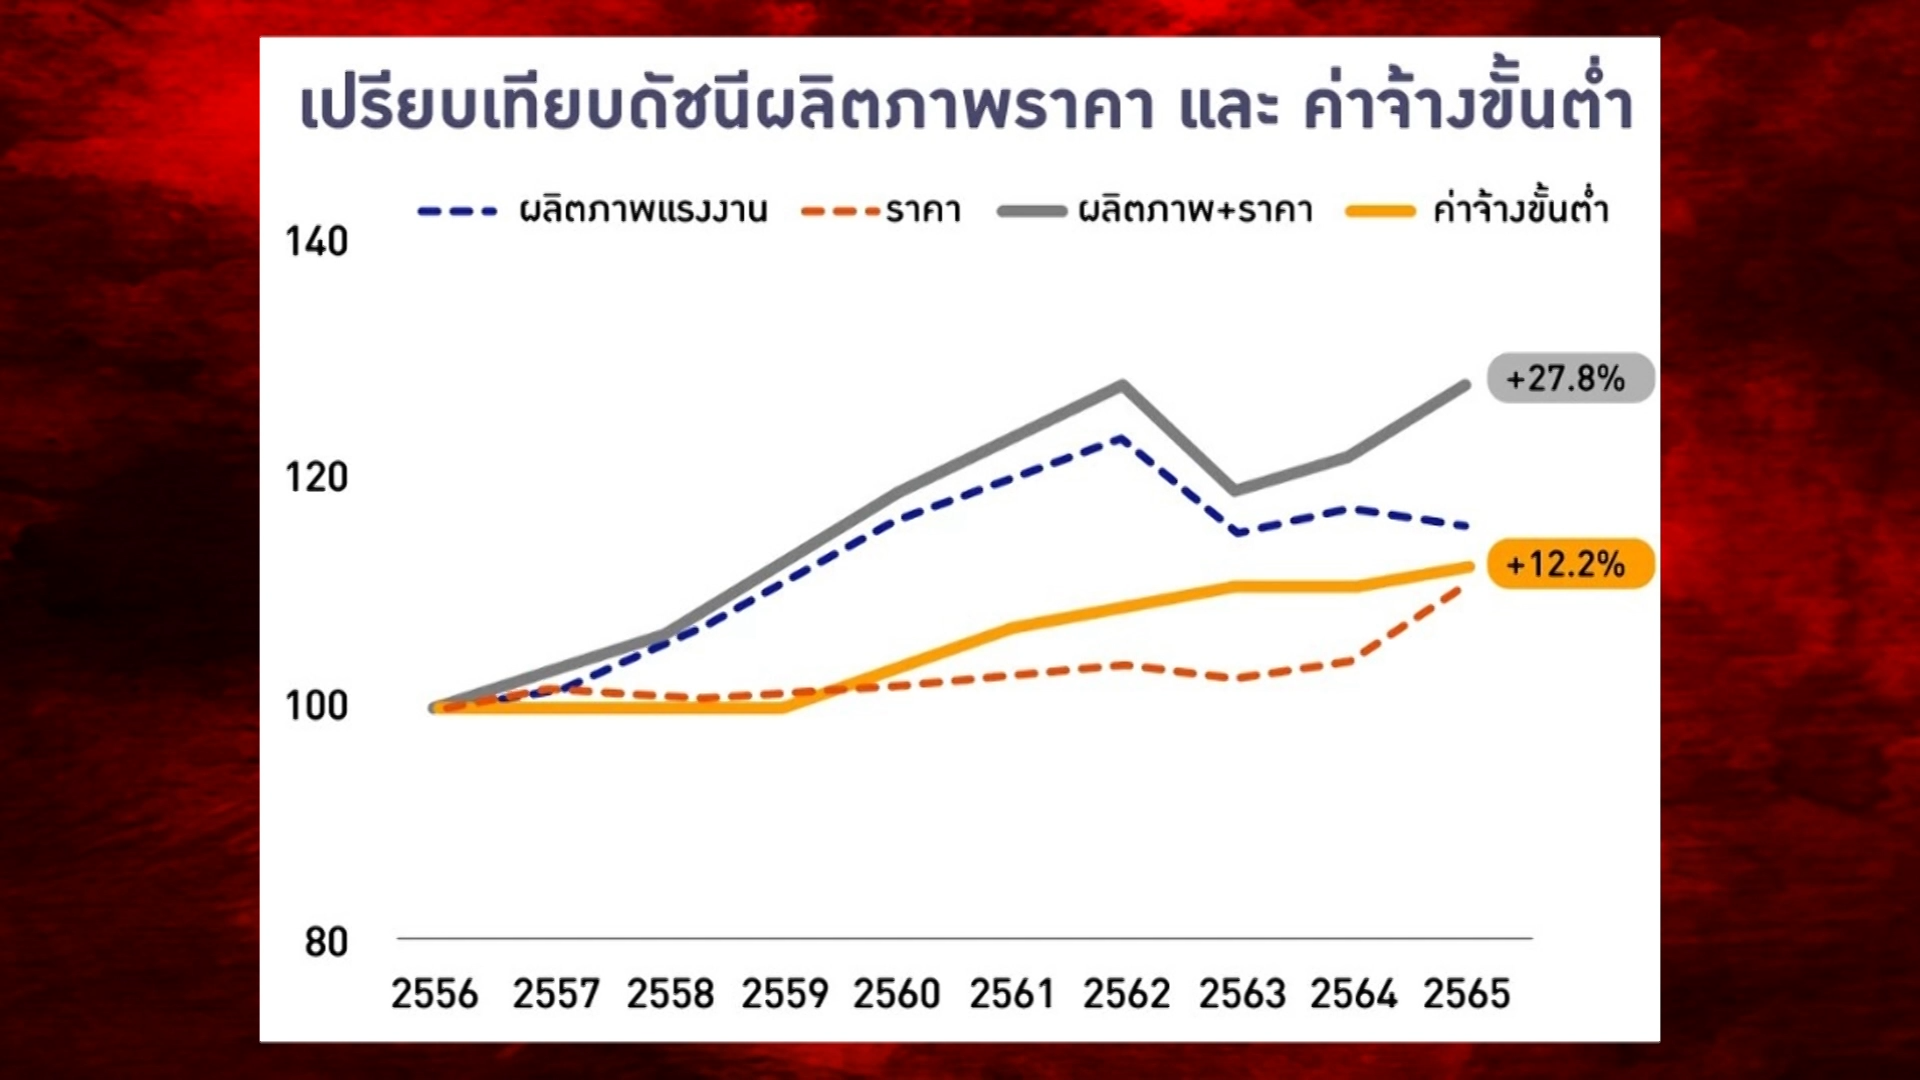 เปรียบเทียบดัชนีผลิตภาพราคา และ ค่าจ้างขั้นต่ำ
ผลิตภาพแรงงาน ราคา ผลิตภาพ+ราคา ค่าจ้างขั้นต่ำ
140
+27.8%
120
+12.2%
100
80
2556 2557 2558 2559 2560 2561 2562 2563 2564 2565